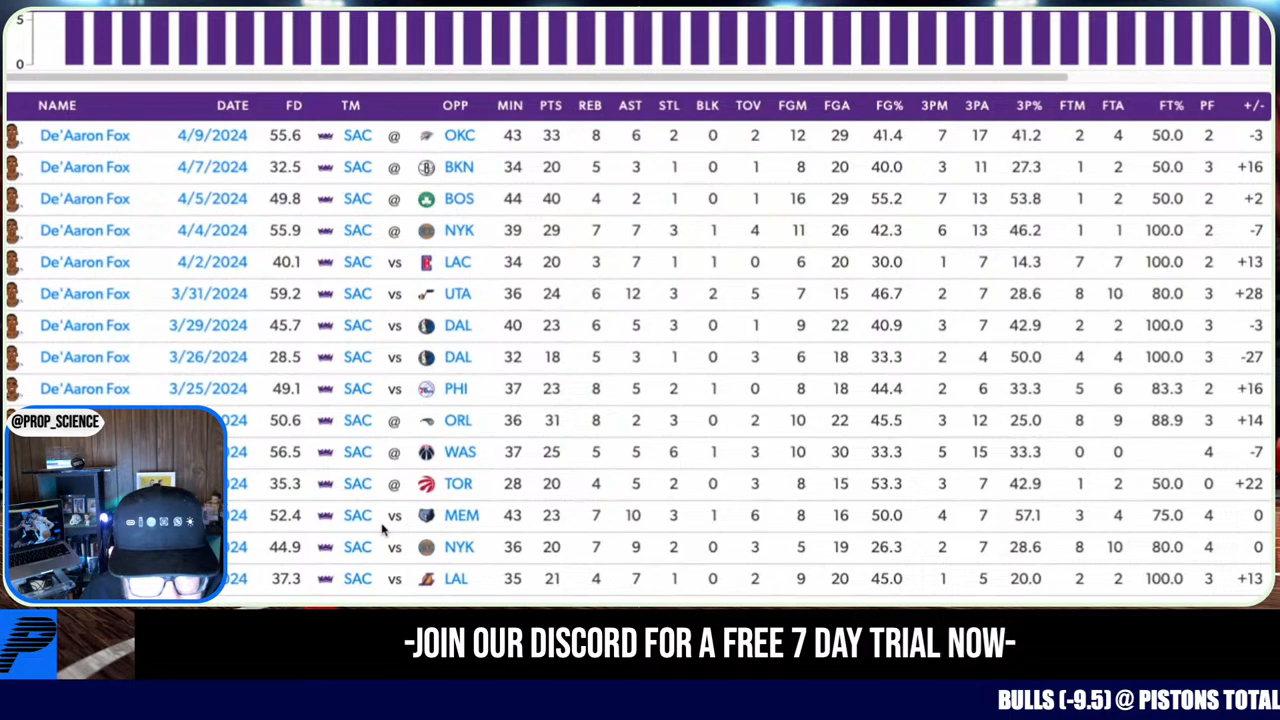 5
0
NAME DATE FD TM OPP MIN PTS REB AST STL BLK TOV FGM FGA FG% 3PM 3PA 3P% FTM FTA FT% PF +/-
De'Aaron Fox 4/9/2024 55.6 SAC @ OKC 43 33 8 6 2 0 2 12 29 41.4 7 17 41.2 2 4 50.0 2 -3
De'Aaron Fox 4/7/2024 32.5 SAC @ BKN 34 20 5 3 1 0 1 8 20 40.0 3 11 27.3 1 2 50.0 3 +16
De'Aaron Fox 4/5/2024 49.8 SAC @ BOS 44 40 4 2 1 0 1 16 29 55.2 7 13 53.8 1 2 50.0 2 +2
De'Aaron Fox 4/4/2024 55.9 SAC @ NYK 39 29 7 7 3 1 4 11 26 42.3 6 13 46.2 1 1 100.0 2 -7
De'Aaron Fox 4/2/2024 40.1 SAC vs LAC 34 20 3 7 1 1 0 6 20 30.0 1 7 14.3 7 7 100.0 2 +13
De'Aaron Fox 3/31/2024 59.2 SAC vs UTA 36 24 6 12 3 2 5 7 15 46.7 2 7 28.6 8 10 80.0 3 +28
De'Aaron Fox 3/29/2024 45.7 SAC vs DAL 40 23 6 5 3 0 1 9 22 40.9 3 7 42.9 2 2 100.0 3 -3
De'Aaron Fox 3/26/2024 28.5 SAC vs DAL 32 18 5 3 1 0 3 6 18 33.3 2 4 50.0 4 4 100.0 3 -27
De'Aaron Fox 3/25/2024 49.1 SAC vs PHI 37 23 8 5 2 1 0 8 18 44.4 2 6 33.3 5 6 83.3 2 +16
@PROP_SCIENCE 50.6 SAC @ ORL 36 31 8 2 3 0 2 10 22 45.5 3 12 25.0 8 9 88.9 3 +14
56.5 SAC @ WAS 37 25 5 5 6 1 3 10 30 33.3 5 15 33.3 0 0 4 -7
35.3 SAC @ TOR 28 20 4 5 2 0 3 8 15 53.3 3 7 42.9 1 2 50.0 0 +22
024 52.4 SAC vs MEM 43 23 7 10 3 1 6 8 16 50.0 4 7 57.1 3 4 75.0 4 0
024 44.9 SAC vs NYK 36 20 7 9 2 0 3 5 19 26.3 2 7 28.6 8 10 80.0 4 0
024 37.3 SAC vs LAL 35 21 4 7 1 0 2 9 20 45.0 1 5 20.0 2 2 100.0 3 +13
-JOIN OUR DISCORD FOR A FREE 7 DAY TRIAL NOW-
BULLS (-9.5) @ PISTONS TOTAL